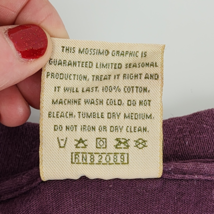 THIS MOSSIMO GRAPHIC IS
GUARANTEED LIMITED SEASONAL
PRODUCTION, TREAT IT RIGHT AND
IT WILL LAST. 100% COTTON.
MACHINE WASH COLD. DO NOT
BLEACH. TUMBLE DRY MEDIUM.
DO NOT IRON OR DRY CLEAN.
RN92089